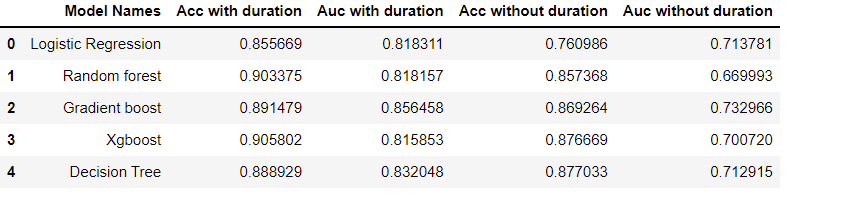 Model Names Acc with duration Auc with duration Acc without duration Auc without duration
0 Logistic Regression 0.855669 0.818311 0.760986 0.713781
1 Random forest 0.903375 0.818157 0.857368 0.669993
2 Gradient boost 0.891479 0.856458 0.869264 0.732966
3 Xgboost 0.905802 0.815853 0.876669 0.700720
4 Decision Tree 0.888929 0.832048 0.877033 0.712915